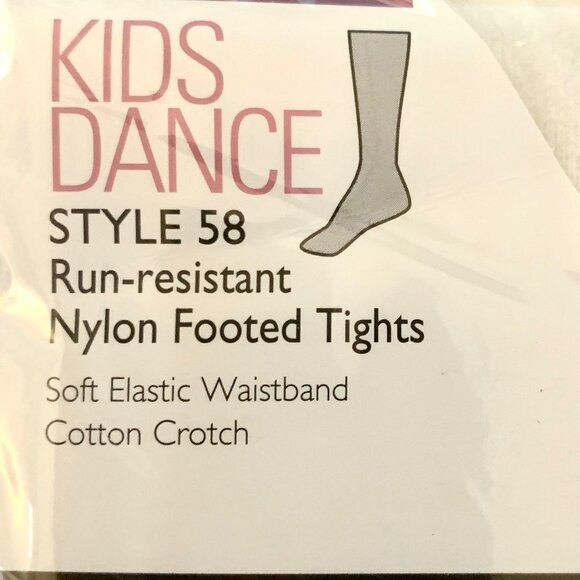 KIDS
DANCE
STYLE 58
Run-resistant
Nylon Footed Tights
Soft Elastic Waistband
Cotton Crotch